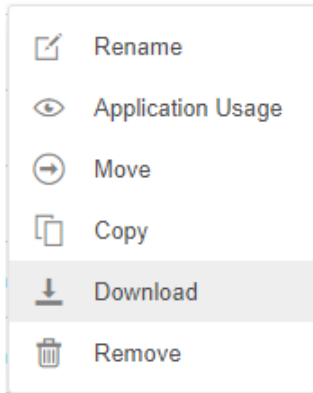 Rename
Application Usage
Move
Copy
Download
Remove